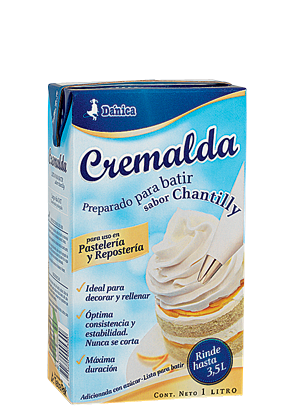 Dánica
Cremalda
Preparado para batir
sabor Chantilly
para uso en
Pastelería
y Repostería
Ideal para
decorar y rellenar
Óptima
consistencia y
estabilidad.
Nunca se corta
Máxima
duración
Rinde
hasta
3,5L
Adicionada con azúcar - Lista para batir
CONT. NETO 1 LITRO